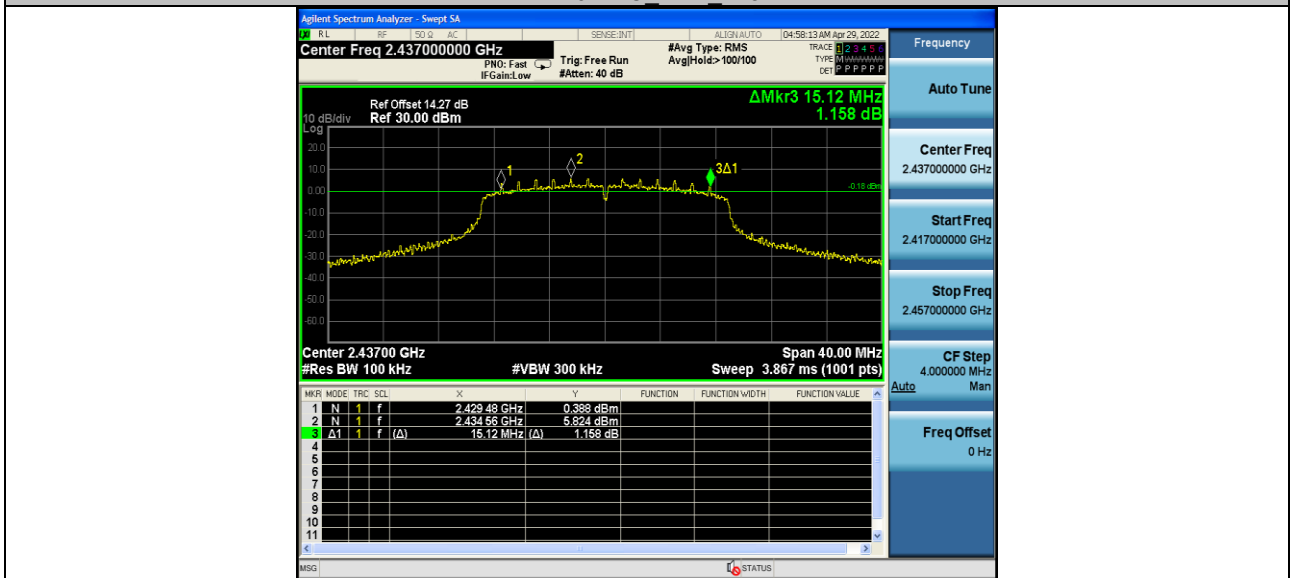 Agilent Spectrum Analyzer - Swept SA
RL RF 50 Ω AC SENSE:INT ALIGNAUTO 04:58:13 AM Apr 29, 2022
Center Freq 2.437000000 GHz
PNO: Fast
IFGain:Low
Trig: Free Run
#Atten: 40 dB
#Avg Type: RMS
Avg|Hold:>100/100
TRACE 1 2 3 4 5 6
TYPE M
DET P P P P P P
Frequency
ΔMkr3 15.12 MHz
1.158 dB
Ref Offset 14.27 dB
10 dB/div Ref 30.00 dBm
Log
20.0
10.0
0.00
-10.0
-20.0
-30.0
-40.0
-50.0
-60.0
1
2
3Δ1
-0.18 dBm
Center 2.43700 GHz Span 40.00 MHz
#Res BW 100 kHz #VBW 300 kHz Sweep 3.867 ms (1001 pts)
MKR MODE TRC SCL X Y FUNCTION FUNCTION WIDTH FUNCTION VALUE
1 N 1 f 2.429 48 GHz 0.388 dBm
2 N 1 f 2.434 56 GHz 5.824 dBm
3 Δ1 1 f (Δ) 15.12 MHz (Δ) 1.158 dB
4
5
6
7
8
9
10
11
MSG STATUS
Auto Tune
Center Freq
2.437000000 GHz
Start Freq
2.417000000 GHz
Stop Freq
2.457000000 GHz
CF Step
4.000000 MHz
Auto Man
Freq Offset
0 Hz